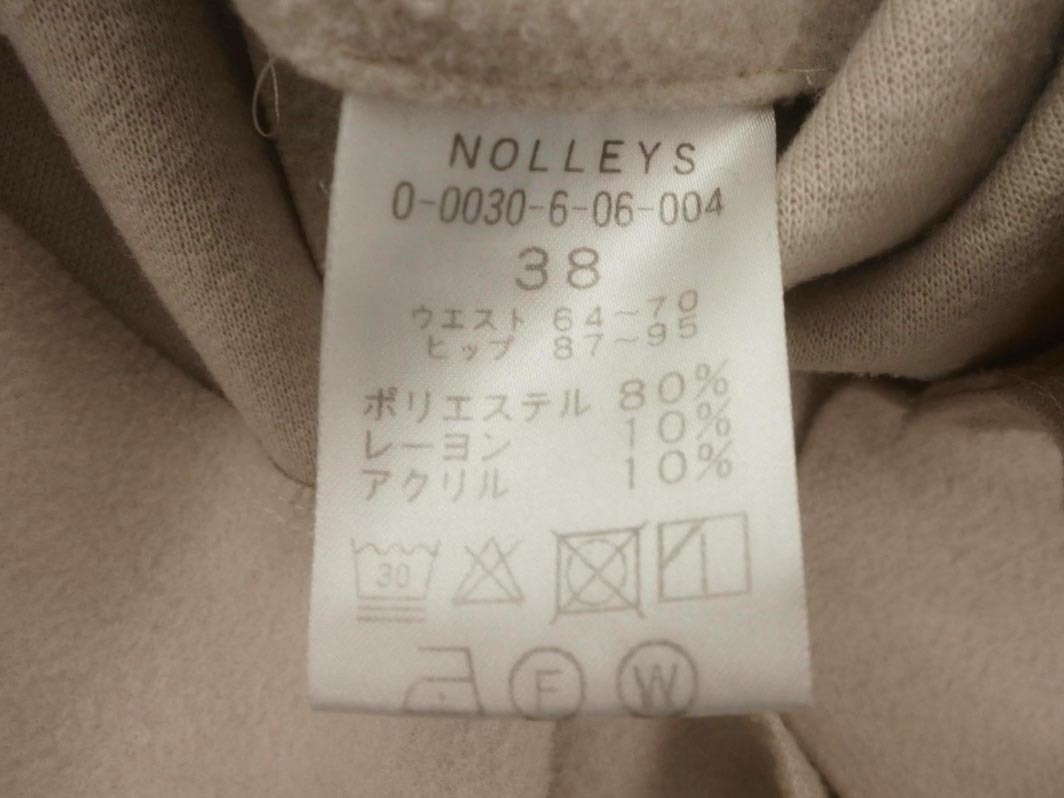 NOLLEYS
0-0030-6-06-004
38
ウエスト 64~70
ヒップ 87~95
ポリエステル 80%
レーヨン 10%
アクリル 10%
30
F W